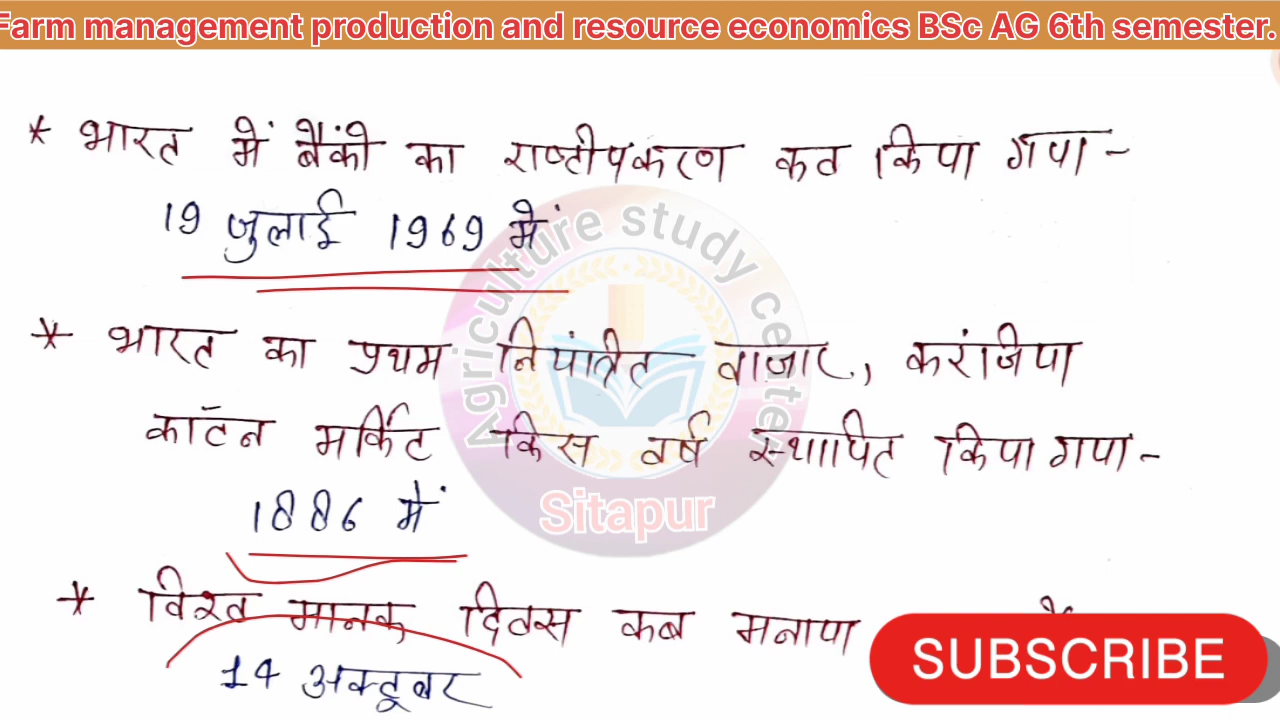 Farm management production and resource economics BSc AG 6th semester.
* भारत में बैंकों का राष्ट्रीयकरण कब किया गया -
19 जुलाई 1969 में
* भारत का प्रथम नियंत्रित बाजार, करंजिया
कॉटन मर्किट किस वर्ष स्थापित किया गया -
1886 में
* विश्व मानक दिवस कब मनाया
14 अक्टूबर
Agriculture study center
Sitapur
SUBSCRIBE